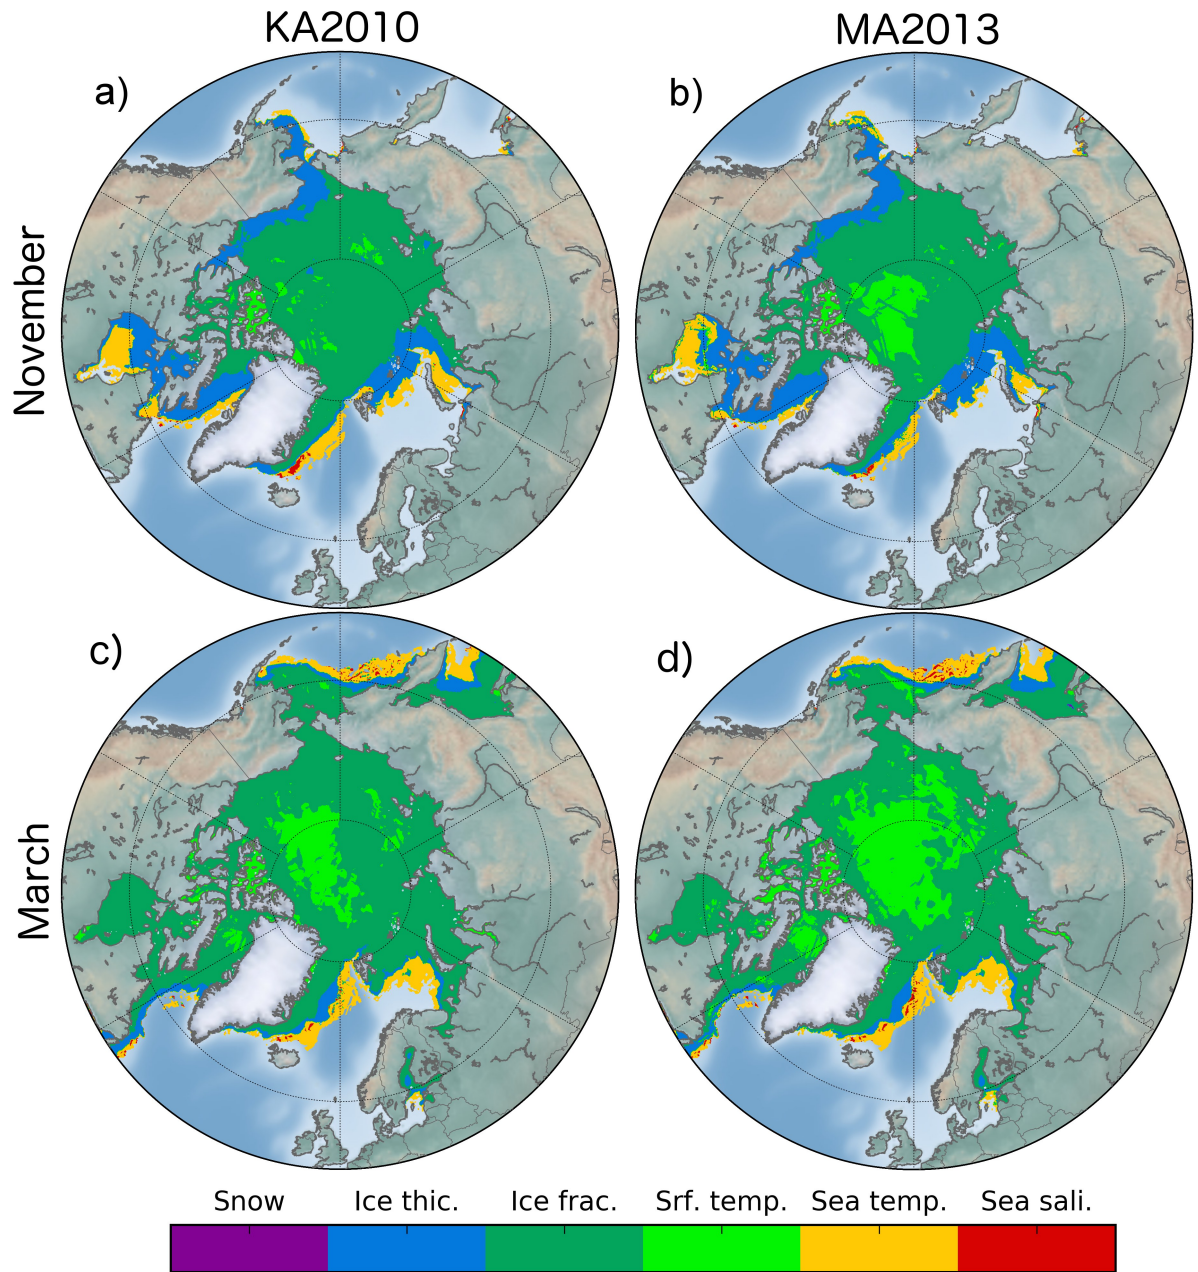 KA2010
MA2013
a)
b)
November
c)
d)
March
Snow
Ice thic.
Ice frac.
Srf. temp.
Sea temp.
Sea sali.